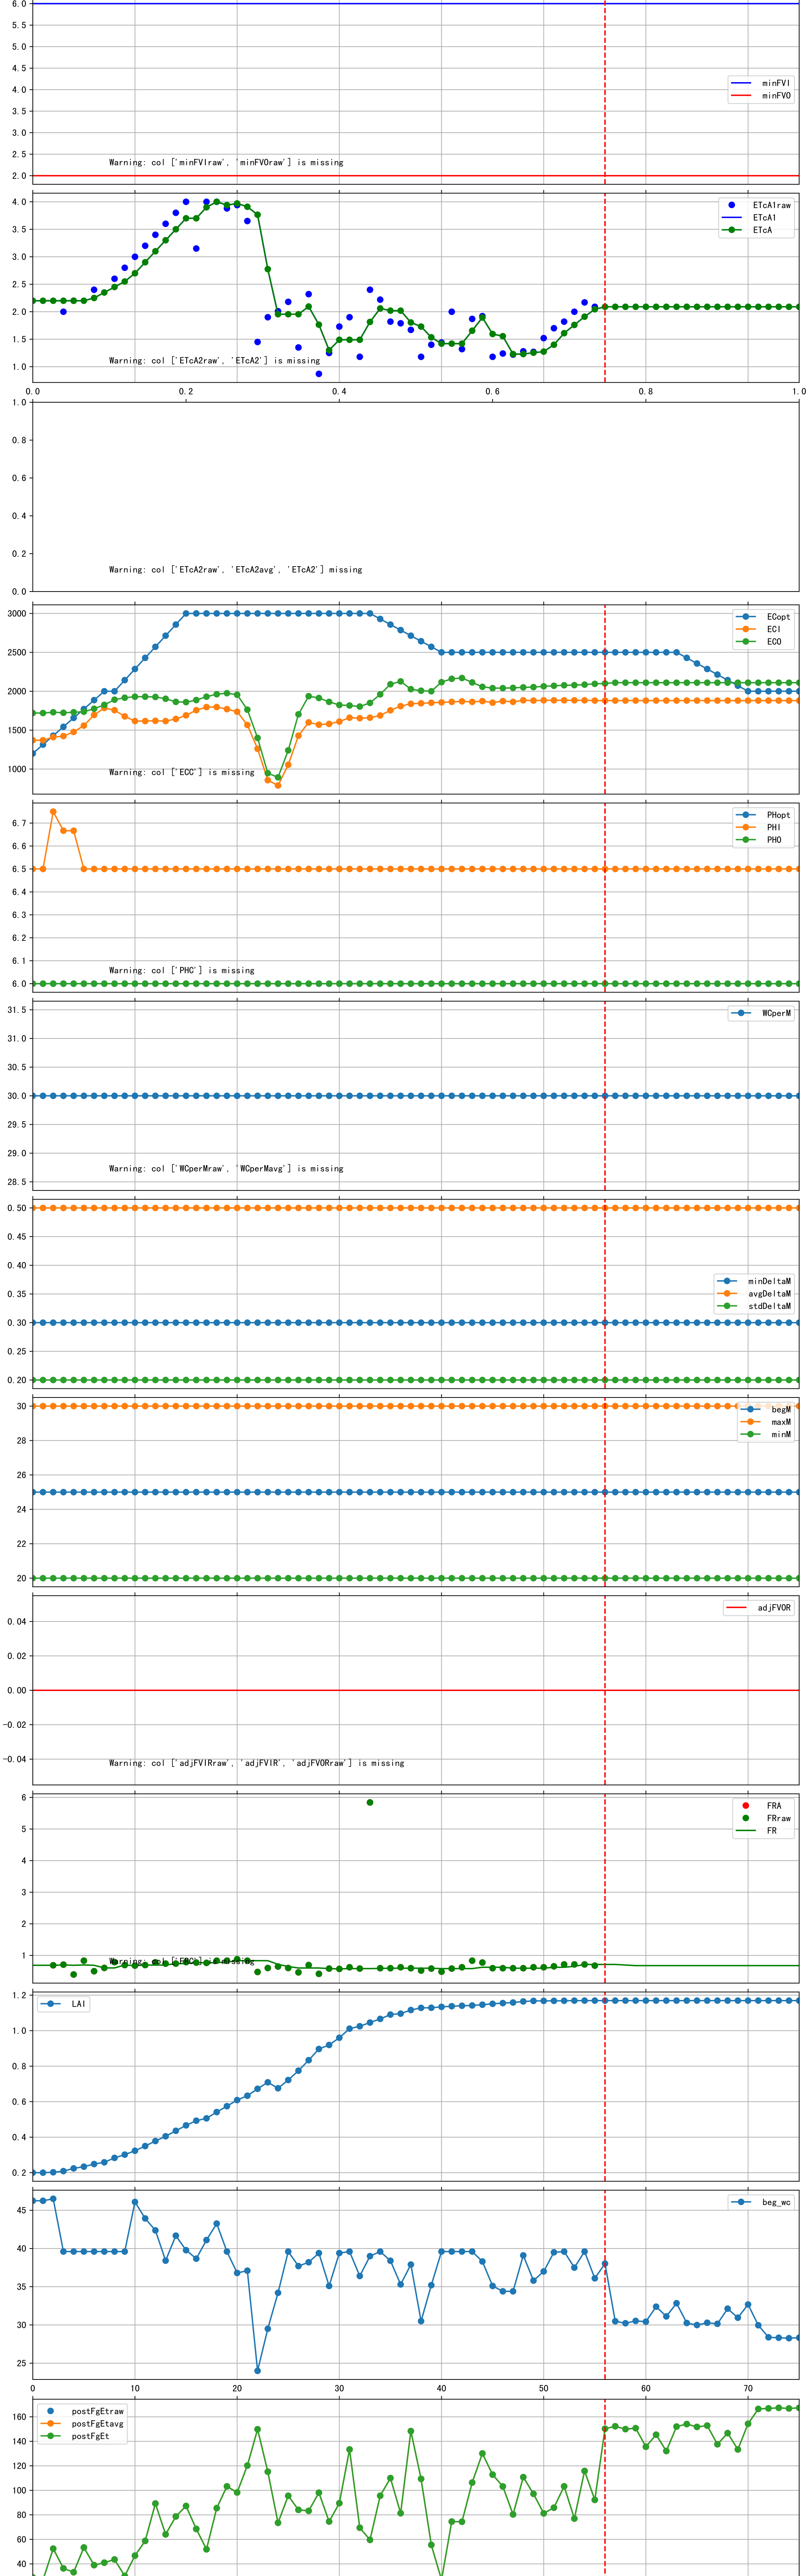 6.0
5.5
5.0
4.5
4.0
3.5
3.0
2.5
2.0
minFVI
minFVO
Warning: col ['minFVIraw', 'minFVOraw'] is missing
4.0
3.5
3.0
2.5
2.0
1.5
1.0
ETcA1raw
ETcA1
ETcA
Warning: col ['ETcA2raw', 'ETcA2'] is missing
0.0 0.2 0.4 0.6 0.8 1.0
1.0
0.8
0.6
0.4
0.2
0.0
Warning: col ['ETcA2raw', 'ETcA2avg', 'ETcA2'] missing
3000
2500
2000
1500
1000
ECopt
ECI
ECO
Warning: col ['ECC'] is missing
6.7
6.6
6.5
6.4
6.3
6.2
6.1
6.0
PHopt
PHI
PHO
Warning: col ['PHC'] is missing
31.5
31.0
30.5
30.0
29.5
29.0
28.5
WCperM
Warning: col ['WCperMraw', 'WCperMavg'] is missing
0.50
0.45
0.40
0.35
0.30
0.25
0.20
minDeltaM
avgDeltaM
stdDeltaM
30
28
26
24
22
20
begM
maxM
minM
0.04
0.02
0.00
-0.02
-0.04
adjFVOR
Warning: col ['adjFVIRraw', 'adjFVIR', 'adjFVORraw'] is missing
6
5
4
3
2
1
FRA
FRraw
FR
is missing
1.2
1.0
0.8
0.6
0.4
0.2
LAI
45
40
35
30
25
beg_wc
0 10 20 30 40 50 60 70
160
140
120
100
80
60
40
postFgEtraw
postFgEtavg
postFgEt